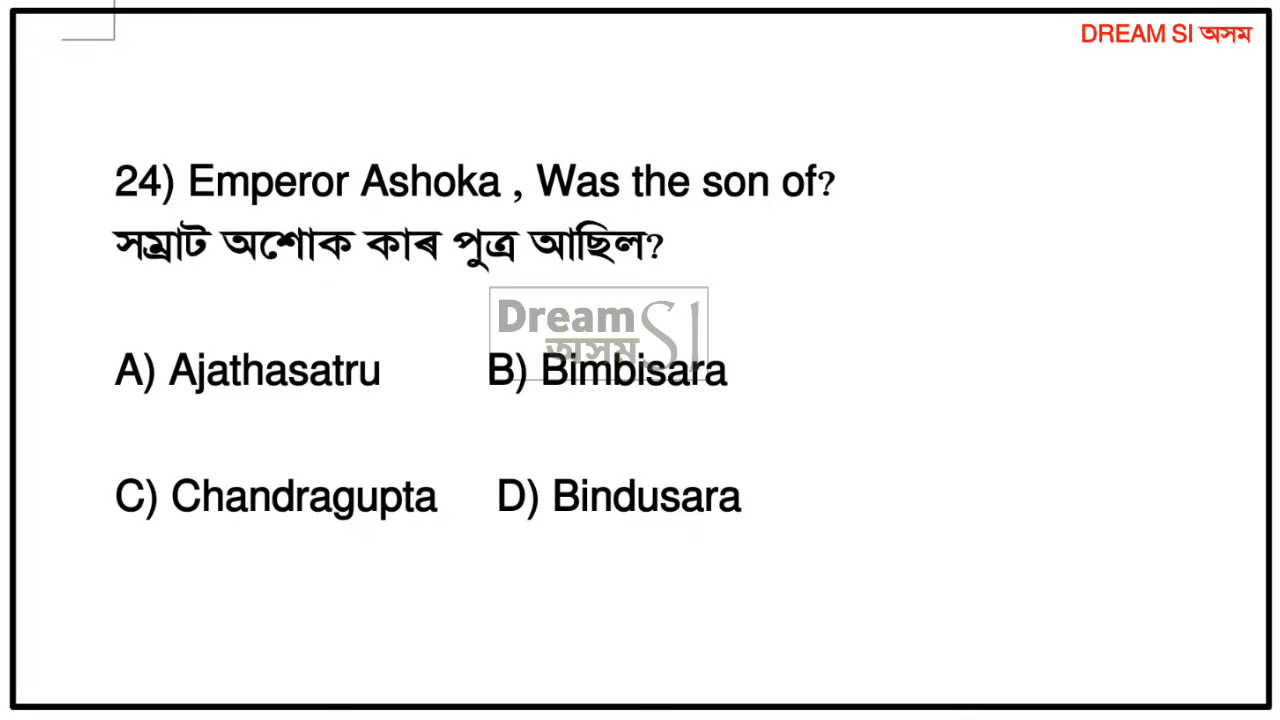 DREAM SI অসম
24) Emperor Ashoka , Was the son of?
সম্ৰাট অশোক কাৰ পুত্ৰ আছিল?
Dream SI
অসম
A) Ajathasatru B) Bimbisara
C) Chandragupta D) Bindusara